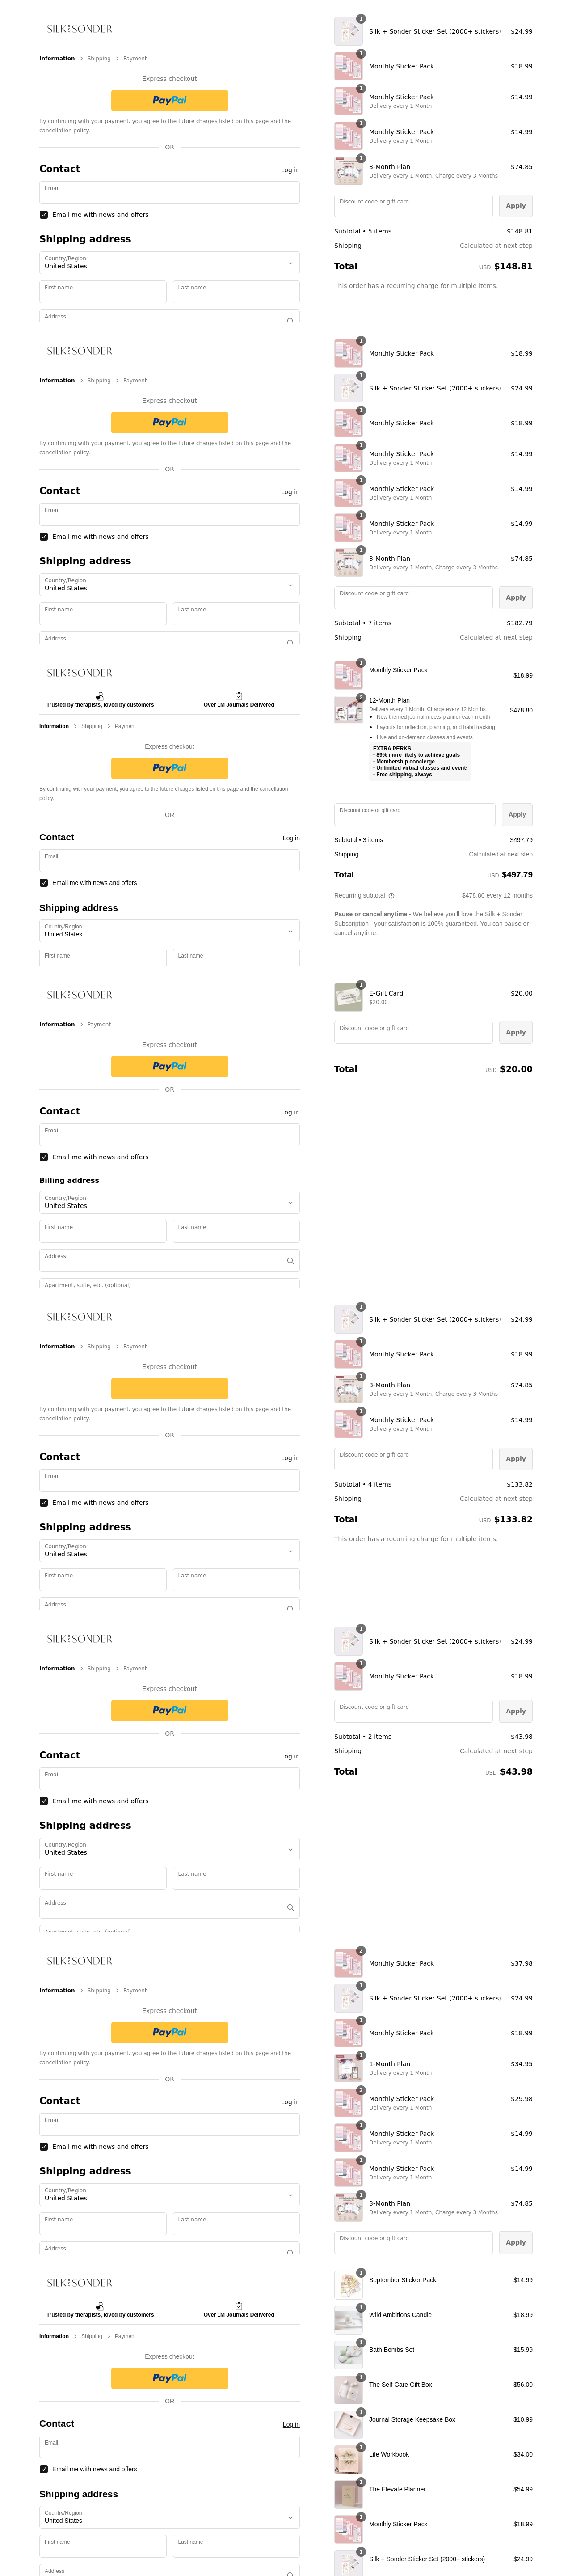 SILK+SONDER
Information > Shipping > Payment
Express checkout
PayPal
By continuing with your payment, you agree to the future charges listed on this page and the
cancellation policy.
OR
Contact
Log in
Email
Email me with news and offers
Shipping address
Country/Region
United States
First name
Last name
Address
1
Silk + Sonder Sticker Set (2000+ stickers)
$24.99
1
Monthly Sticker Pack
$18.99
1
Monthly Sticker Pack
$14.99
Delivery every 1 Month
1
Monthly Sticker Pack
$14.99
Delivery every 1 Month
1
3-Month Plan
$74.85
Delivery every 1 Month, Charge every 3 Months
Discount code or gift card
Apply
Subtotal • 5 items
$148.81
Shipping
Calculated at next step
Total
USD $148.81
This order has a recurring charge for multiple items.
SILK+SONDER
Information > Shipping > Payment
Express checkout
PayPal
By continuing with your payment, you agree to the future charges listed on this page and the
cancellation policy.
OR
Contact
Log in
Email
Email me with news and offers
Shipping address
Country/Region
United States
First name
Last name
Address
1
Monthly Sticker Pack
$18.99
1
Silk + Sonder Sticker Set (2000+ stickers)
$24.99
1
Monthly Sticker Pack
$18.99
1
Monthly Sticker Pack
$14.99
Delivery every 1 Month
1
Monthly Sticker Pack
$14.99
Delivery every 1 Month
1
Monthly Sticker Pack
$14.99
Delivery every 1 Month
1
3-Month Plan
$74.85
Delivery every 1 Month, Charge every 3 Months
Discount code or gift card
Apply
Subtotal • 7 items
$182.79
Shipping
Calculated at next step
SILK+SONDER
Trusted by therapists, loved by customers
Over 1M Journals Delivered
Information > Shipping > Payment
Express checkout
PayPal
By continuing with your payment, you agree to the future charges listed on this page and the cancellation
policy.
OR
Contact
Log in
Email
Email me with news and offers
Shipping address
Country/Region
United States
First name
Last name
1
Monthly Sticker Pack
$18.99
2
12-Month Plan
$478.80
Delivery every 1 Month, Charge every 12 Months
• New themed journal-meets-planner each month
• Layouts for reflection, planning, and habit tracking
• Live and on-demand classes and events
EXTRA PERKS
- 89% more likely to achieve goals
- Membership concierge
- Unlimited virtual classes and events
- Free shipping, always
Discount code or gift card
Apply
Subtotal • 3 items
$497.79
Shipping
Calculated at next step
Total
USD $497.79
Recurring subtotal
$478.80 every 12 months
Pause or cancel anytime - We believe you'll love the Silk + Sonder
Subscription - your satisfaction is 100% guaranteed. You can pause or
cancel anytime.
SILK+SONDER
Information > Payment
Express checkout
PayPal
OR
Contact
Log in
Email
Email me with news and offers
Billing address
Country/Region
United States
First name
Last name
Address
Apartment, suite, etc. (optional)
1
E-Gift Card
$20.00
$20.00
Discount code or gift card
Apply
Total
USD $20.00
SILK+SONDER
Information > Shipping > Payment
Express checkout
By continuing with your payment, you agree to the future charges listed on this page and the
cancellation policy.
OR
Contact
Log in
Email
Email me with news and offers
Shipping address
Country/Region
United States
First name
Last name
Address
1
Silk + Sonder Sticker Set (2000+ stickers)
$24.99
1
Monthly Sticker Pack
$18.99
1
3-Month Plan
$74.85
Delivery every 1 Month, Charge every 3 Months
1
Monthly Sticker Pack
$14.99
Delivery every 1 Month
Discount code or gift card
Apply
Subtotal • 4 items
$133.82
Shipping
Calculated at next step
Total
USD $133.82
This order has a recurring charge for multiple items.
SILK+SONDER
Information > Shipping > Payment
Express checkout
PayPal
OR
Contact
Log in
Email
Email me with news and offers
Shipping address
Country/Region
United States
First name
Last name
Address
Apartment, suite, etc. (optional)
1
Silk + Sonder Sticker Set (2000+ stickers)
$24.99
1
Monthly Sticker Pack
$18.99
Discount code or gift card
Apply
Subtotal • 2 items
$43.98
Shipping
Calculated at next step
Total
USD $43.98
SILK+SONDER
Information > Shipping > Payment
Express checkout
PayPal
By continuing with your payment, you agree to the future charges listed on this page and the
cancellation policy.
OR
Contact
Log in
Email
Email me with news and offers
Shipping address
Country/Region
United States
First name
Last name
Address
2
Monthly Sticker Pack
$37.98
1
Silk + Sonder Sticker Set (2000+ stickers)
$24.99
1
Monthly Sticker Pack
$18.99
1
1-Month Plan
$34.95
Delivery every 1 Month
2
Monthly Sticker Pack
$29.98
Delivery every 1 Month
1
Monthly Sticker Pack
$14.99
Delivery every 1 Month
1
Monthly Sticker Pack
$14.99
Delivery every 1 Month
1
3-Month Plan
$74.85
Delivery every 1 Month, Charge every 3 Months
Discount code or gift card
Apply
SILK+SONDER
Trusted by therapists, loved by customers
Over 1M Journals Delivered
Information > Shipping > Payment
Express checkout
PayPal
OR
Contact
Log in
Email
Email me with news and offers
Shipping address
Country/Region
United States
First name
Last name
Address
1
September Sticker Pack
$14.99
1
Wild Ambitions Candle
$18.99
1
Bath Bombs Set
$15.99
1
The Self-Care Gift Box
$56.00
1
Journal Storage Keepsake Box
$10.99
1
Life Workbook
$34.00
1
The Elevate Planner
$54.99
1
Monthly Sticker Pack
$18.99
1
Silk + Sonder Sticker Set (2000+ stickers)
$24.99